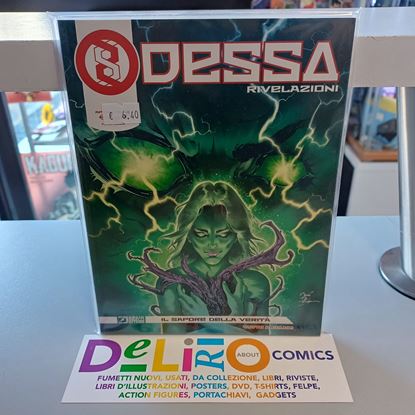 ODESSA
RIVELAZIONI
€ 6,40
IL SAPORE DELLA VERITÀ
DeLiRiO ABOUT COMICS
FUMETTI NUOVI, USATI, DA COLLEZIONE, LIBRI, RIVISTE,
LIBRI D'ILLUSTRAZIONI, POSTERS, DVD, T-SHIRTS, FELPE,
ACTION FIGURES, PORTACHIAVI, GADGETS